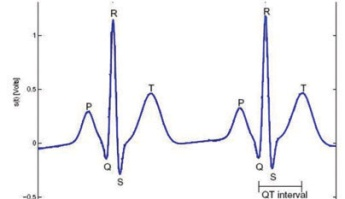 R
R
1
s(t) [Volts]
0.5
T
T
P
P
0
Q
Q
S
S
QT interval
-0.5